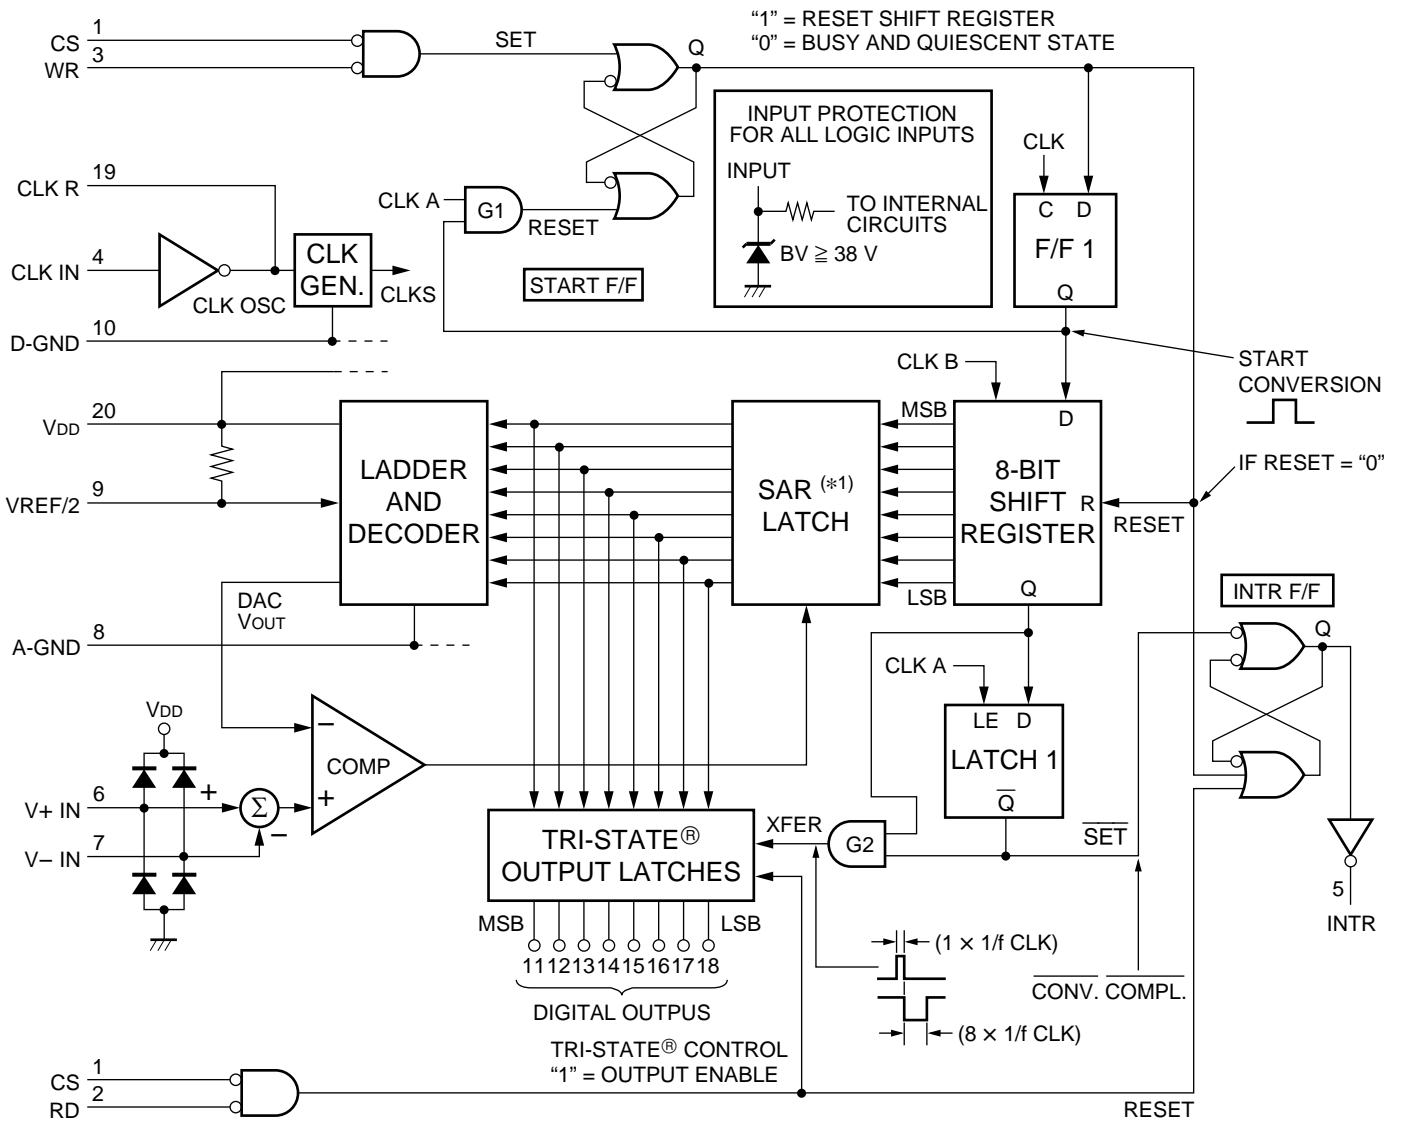 CS 1
WR 3
SET
Q
“1” = RESET SHIFT REGISTER
“0” = BUSY AND QUIESCENT STATE
INPUT PROTECTION
FOR ALL LOGIC INPUTS
INPUT
TO INTERNAL
CIRCUITS
BV ≧ 38 V
CLK
C D
F/F 1
Q
CLK R 19
CLK A
G1
RESET
START F/F
CLK IN 4
CLK OSC
CLK
GEN.
CLKS
D-GND 10
START
CONVERSION
CLK B
VDD 20
VREF/2 9
LADDER
AND
DECODER
SAR (*1)
LATCH
MSB
LSB
D
8-BIT
SHIFT
REGISTER
R
Q
RESET
IF RESET = “0”
INTR F/F
Q
DAC
VOUT
A-GND 8
CLK A
LE D
LATCH 1
Q̅
VDD
COMP
−
+
V+ IN 6
V− IN 7
+
Σ
−
TRI-STATE®
OUTPUT LATCHES
XFER
G2
S̅E̅T̅
5
INTR
MSB
LSB
11 12 13 14 15 16 17 18
DIGITAL OUTPUS
(1 × 1/f CLK)
(8 × 1/f CLK)
C̅O̅N̅V̅.̅ C̅O̅M̅P̅L̅.̅
TRI-STATE® CONTROL
“1” = OUTPUT ENABLE
CS 1
RD 2
RESET